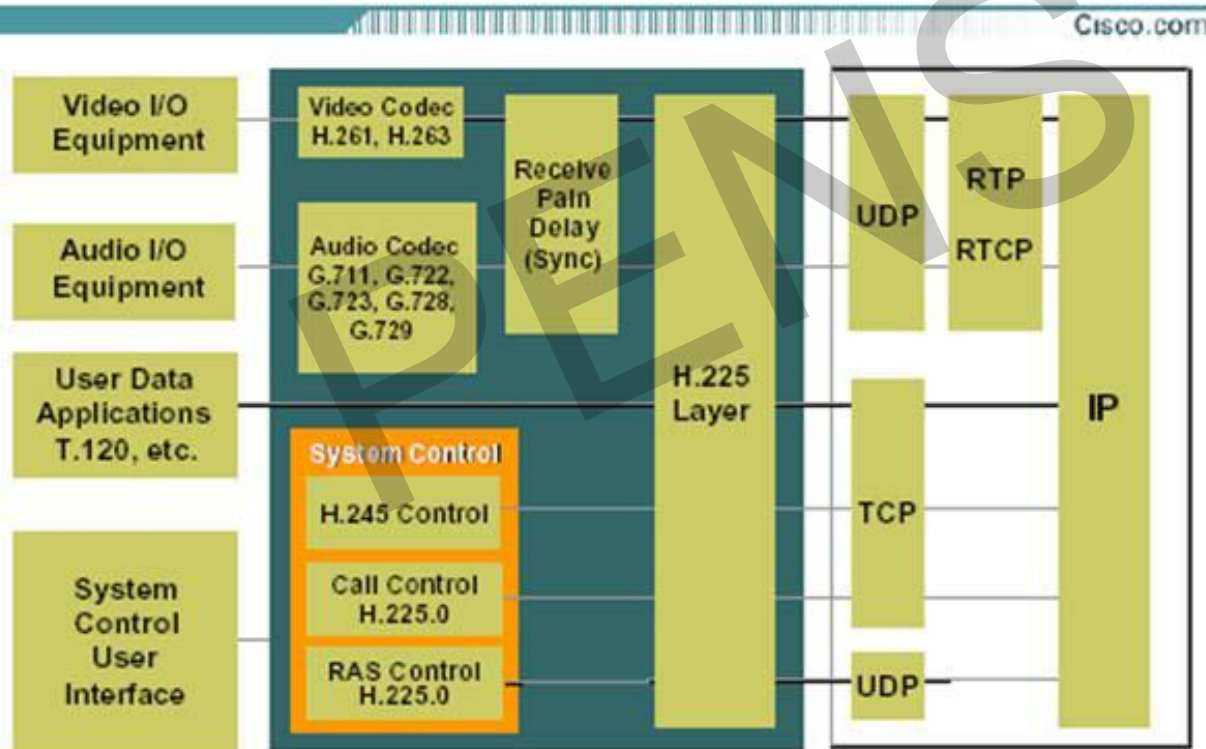 Cisco.com
PENS
Video I/O
Equipment
Audio I/O
Equipment
User Data
Applications
T.120, etc.
System
Control
User
Interface
Video Codec
H.261, H.263
Audio Codec
G.711, G.722,
G.723, G.728,
G.729
Receive
Pain
Delay
(Sync)
System Control
H.245 Control
Call Control
H.225.0
RAS Control
H.225.0
H.225
Layer
UDP
RTP
RTCP
TCP
UDP
IP